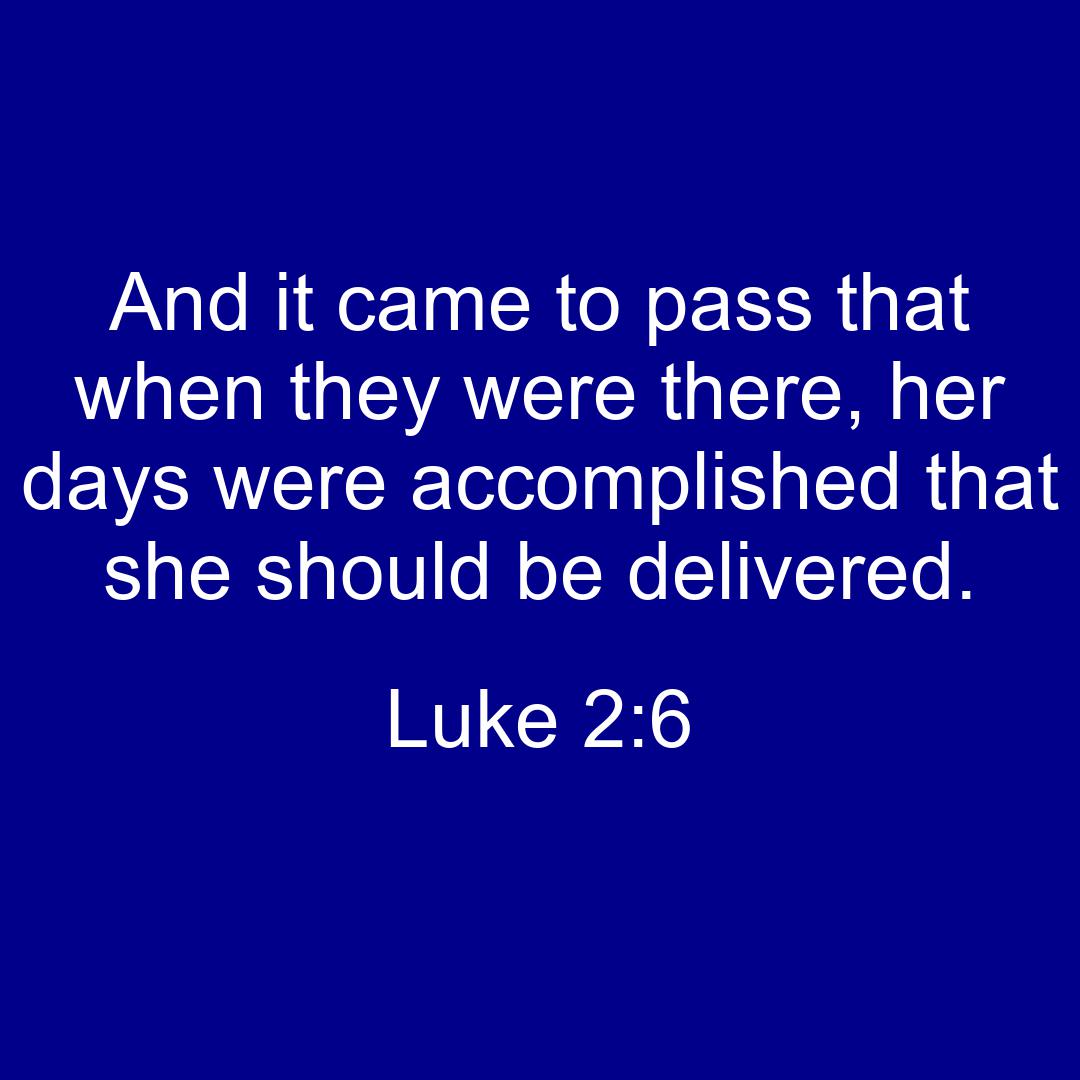 And it came to pass that
when they were there, her
days were accomplished that
she should be delivered.
Luke 2:6